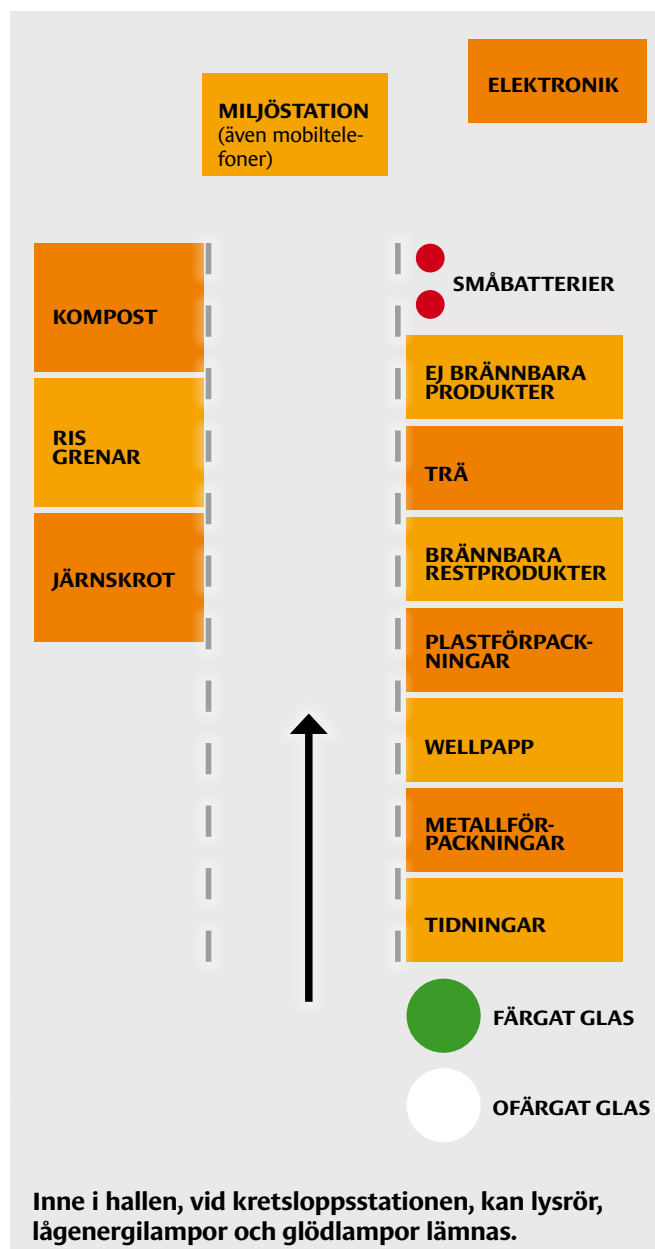 ELEKTRONIK
MILJÖSTATION
(även mobiltele-
foner)
SMÅBATTERIER
KOMPOST
EJ BRÄNNBARA
PRODUKTER
RIS
GRENAR
TRÄ
BRÄNNBARA
RESTPRODUKTER
JÄRNSKROT
PLASTFÖRPACK-
NINGAR
WELLPAPP
METALLFÖR-
PACKNINGAR
TIDNINGAR
FÄRGAT GLAS
OFÄRGAT GLAS
Inne i hallen, vid kretsloppsstationen, kan lysrör,
lågenergilampor och glödlampor lämnas.